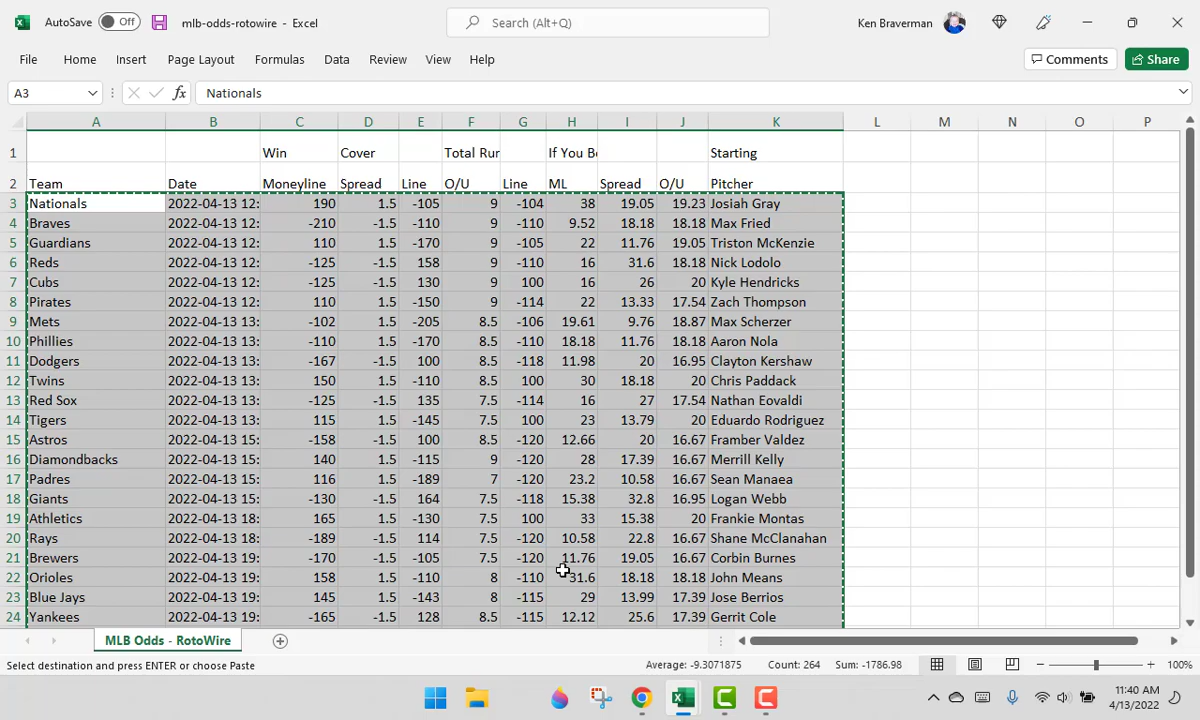 AutoSave Off mlb-odds-rotowire - Excel Search (Alt+Q) Ken Braverman
File Home Insert Page Layout Formulas Data Review View Help Comments Share
A3 fx Nationals
A B C D E F G H I J K L M N O P
1 Win Cover Total Rur If You Be Starting
2 Team Date Moneyline Spread Line O/U Line ML Spread O/U Pitcher
3 Nationals 2022-04-13 12: 190 1.5 -105 9 -104 38 19.05 19.23 Josiah Gray
4 Braves 2022-04-13 12: -210 -1.5 -110 9 -110 9.52 18.18 18.18 Max Fried
5 Guardians 2022-04-13 12: 110 1.5 -170 9 -105 22 11.76 19.05 Triston McKenzie
6 Reds 2022-04-13 12: -125 -1.5 158 9 -110 16 31.6 18.18 Nick Lodolo
7 Cubs 2022-04-13 12: -125 -1.5 130 9 100 16 26 20 Kyle Hendricks
8 Pirates 2022-04-13 12: 110 1.5 -150 9 -114 22 13.33 17.54 Zach Thompson
9 Mets 2022-04-13 13: -102 1.5 -205 8.5 -106 19.61 9.76 18.87 Max Scherzer
10 Phillies 2022-04-13 13: -110 1.5 -170 8.5 -110 18.18 11.76 18.18 Aaron Nola
11 Dodgers 2022-04-13 13: -167 -1.5 100 8.5 -118 11.98 20 16.95 Clayton Kershaw
12 Twins 2022-04-13 13: 150 1.5 -110 8.5 100 30 18.18 20 Chris Paddack
13 Red Sox 2022-04-13 13: -125 -1.5 135 7.5 -114 16 27 17.54 Nathan Eovaldi
14 Tigers 2022-04-13 13: 115 1.5 -145 7.5 100 23 13.79 20 Eduardo Rodriguez
15 Astros 2022-04-13 15: -158 -1.5 100 8.5 -120 12.66 20 16.67 Framber Valdez
16 Diamondbacks 2022-04-13 15: 140 1.5 -115 9 -120 28 17.39 16.67 Merrill Kelly
17 Padres 2022-04-13 15: 116 1.5 -189 7 -120 23.2 10.58 16.67 Sean Manaea
18 Giants 2022-04-13 15: -130 -1.5 164 7.5 -118 15.38 32.8 16.95 Logan Webb
19 Athletics 2022-04-13 18: 165 1.5 -130 7.5 100 33 15.38 20 Frankie Montas
20 Rays 2022-04-13 18: -189 -1.5 114 7.5 -120 10.58 22.8 16.67 Shane McClanahan
21 Brewers 2022-04-13 19: -170 -1.5 -105 7.5 -120 11.76 19.05 16.67 Corbin Burnes
22 Orioles 2022-04-13 19: 158 1.5 -110 8 -110 31.6 18.18 18.18 John Means
23 Blue Jays 2022-04-13 19: 145 1.5 -143 8 -115 29 13.99 17.39 Jose Berrios
24 Yankees 2022-04-13 19: -165 -1.5 128 8.5 -115 12.12 25.6 17.39 Gerrit Cole
MLB Odds - RotoWire
Select destination and press ENTER or choose Paste Average: -9.3071875 Count: 264 Sum: -1786.98 100%
11:40 AM
4/13/2022